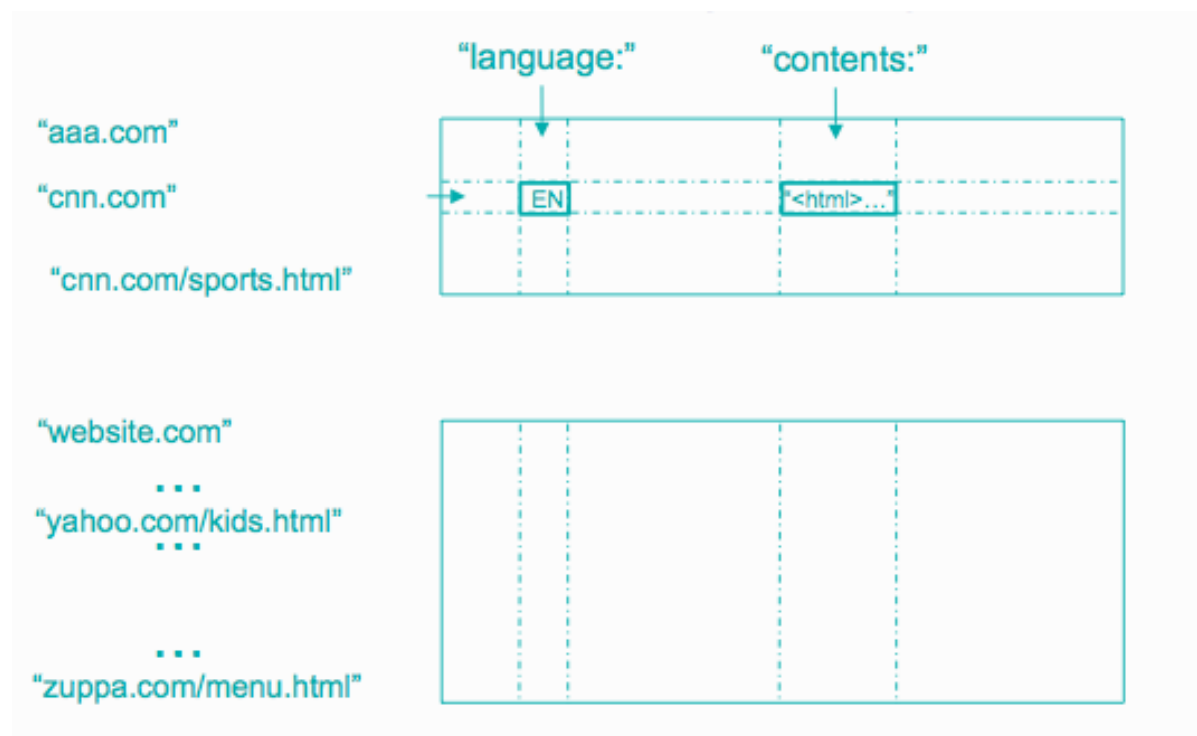 “language:” “contents:”
“aaa.com”
“cnn.com” EN “<html>…”
“cnn.com/sports.html”
“website.com”
...
“yahoo.com/kids.html”
...
...
“zuppa.com/menu.html”